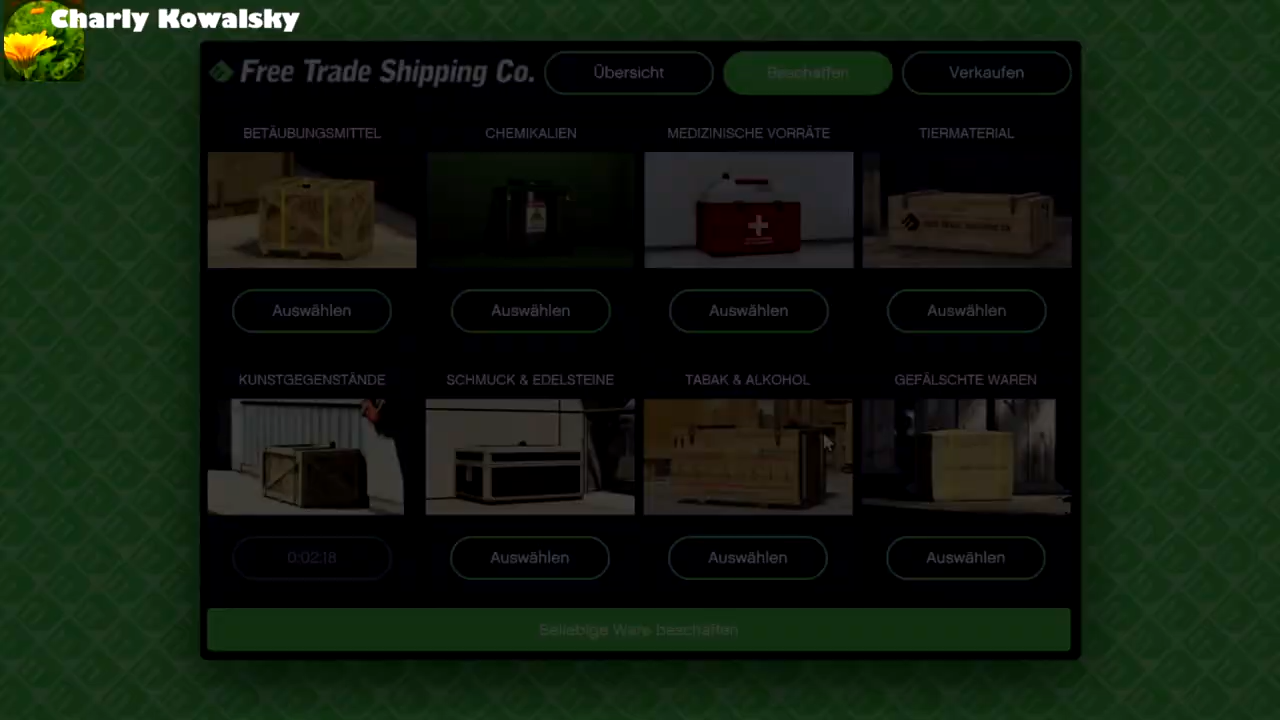 Charly Kowalsky
Free Trade Shipping Co.
Übersicht
Beschaffen
Verkaufen
BETÄUBUNGSMITTEL
CHEMIKALIEN
MEDIZINISCHE VORRÄTE
TIERMATERIAL
Auswählen
Auswählen
Auswählen
Auswählen
KUNSTGEGENSTÄNDE
SCHMUCK & EDELSTEINE
TABAK & ALKOHOL
GEFÄLSCHTE WAREN
0:02:18
Auswählen
Auswählen
Auswählen
Beliebige Ware beschaffen